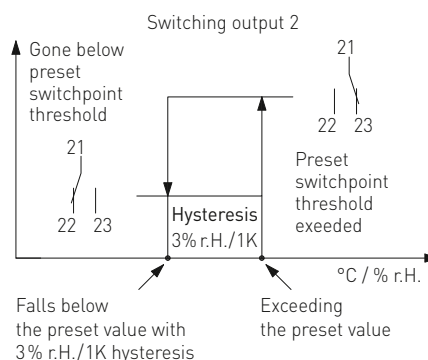 Switching output 2
Gone below
preset
switchpoint
threshold
21
22
23
21
22
23
Preset
switchpoint
threshold
exeeded
Hysteresis
3% r.H./1K
°C / % r.H.
Falls below
the preset value with
3% r.H./1K hysteresis
Exceeding
the preset value